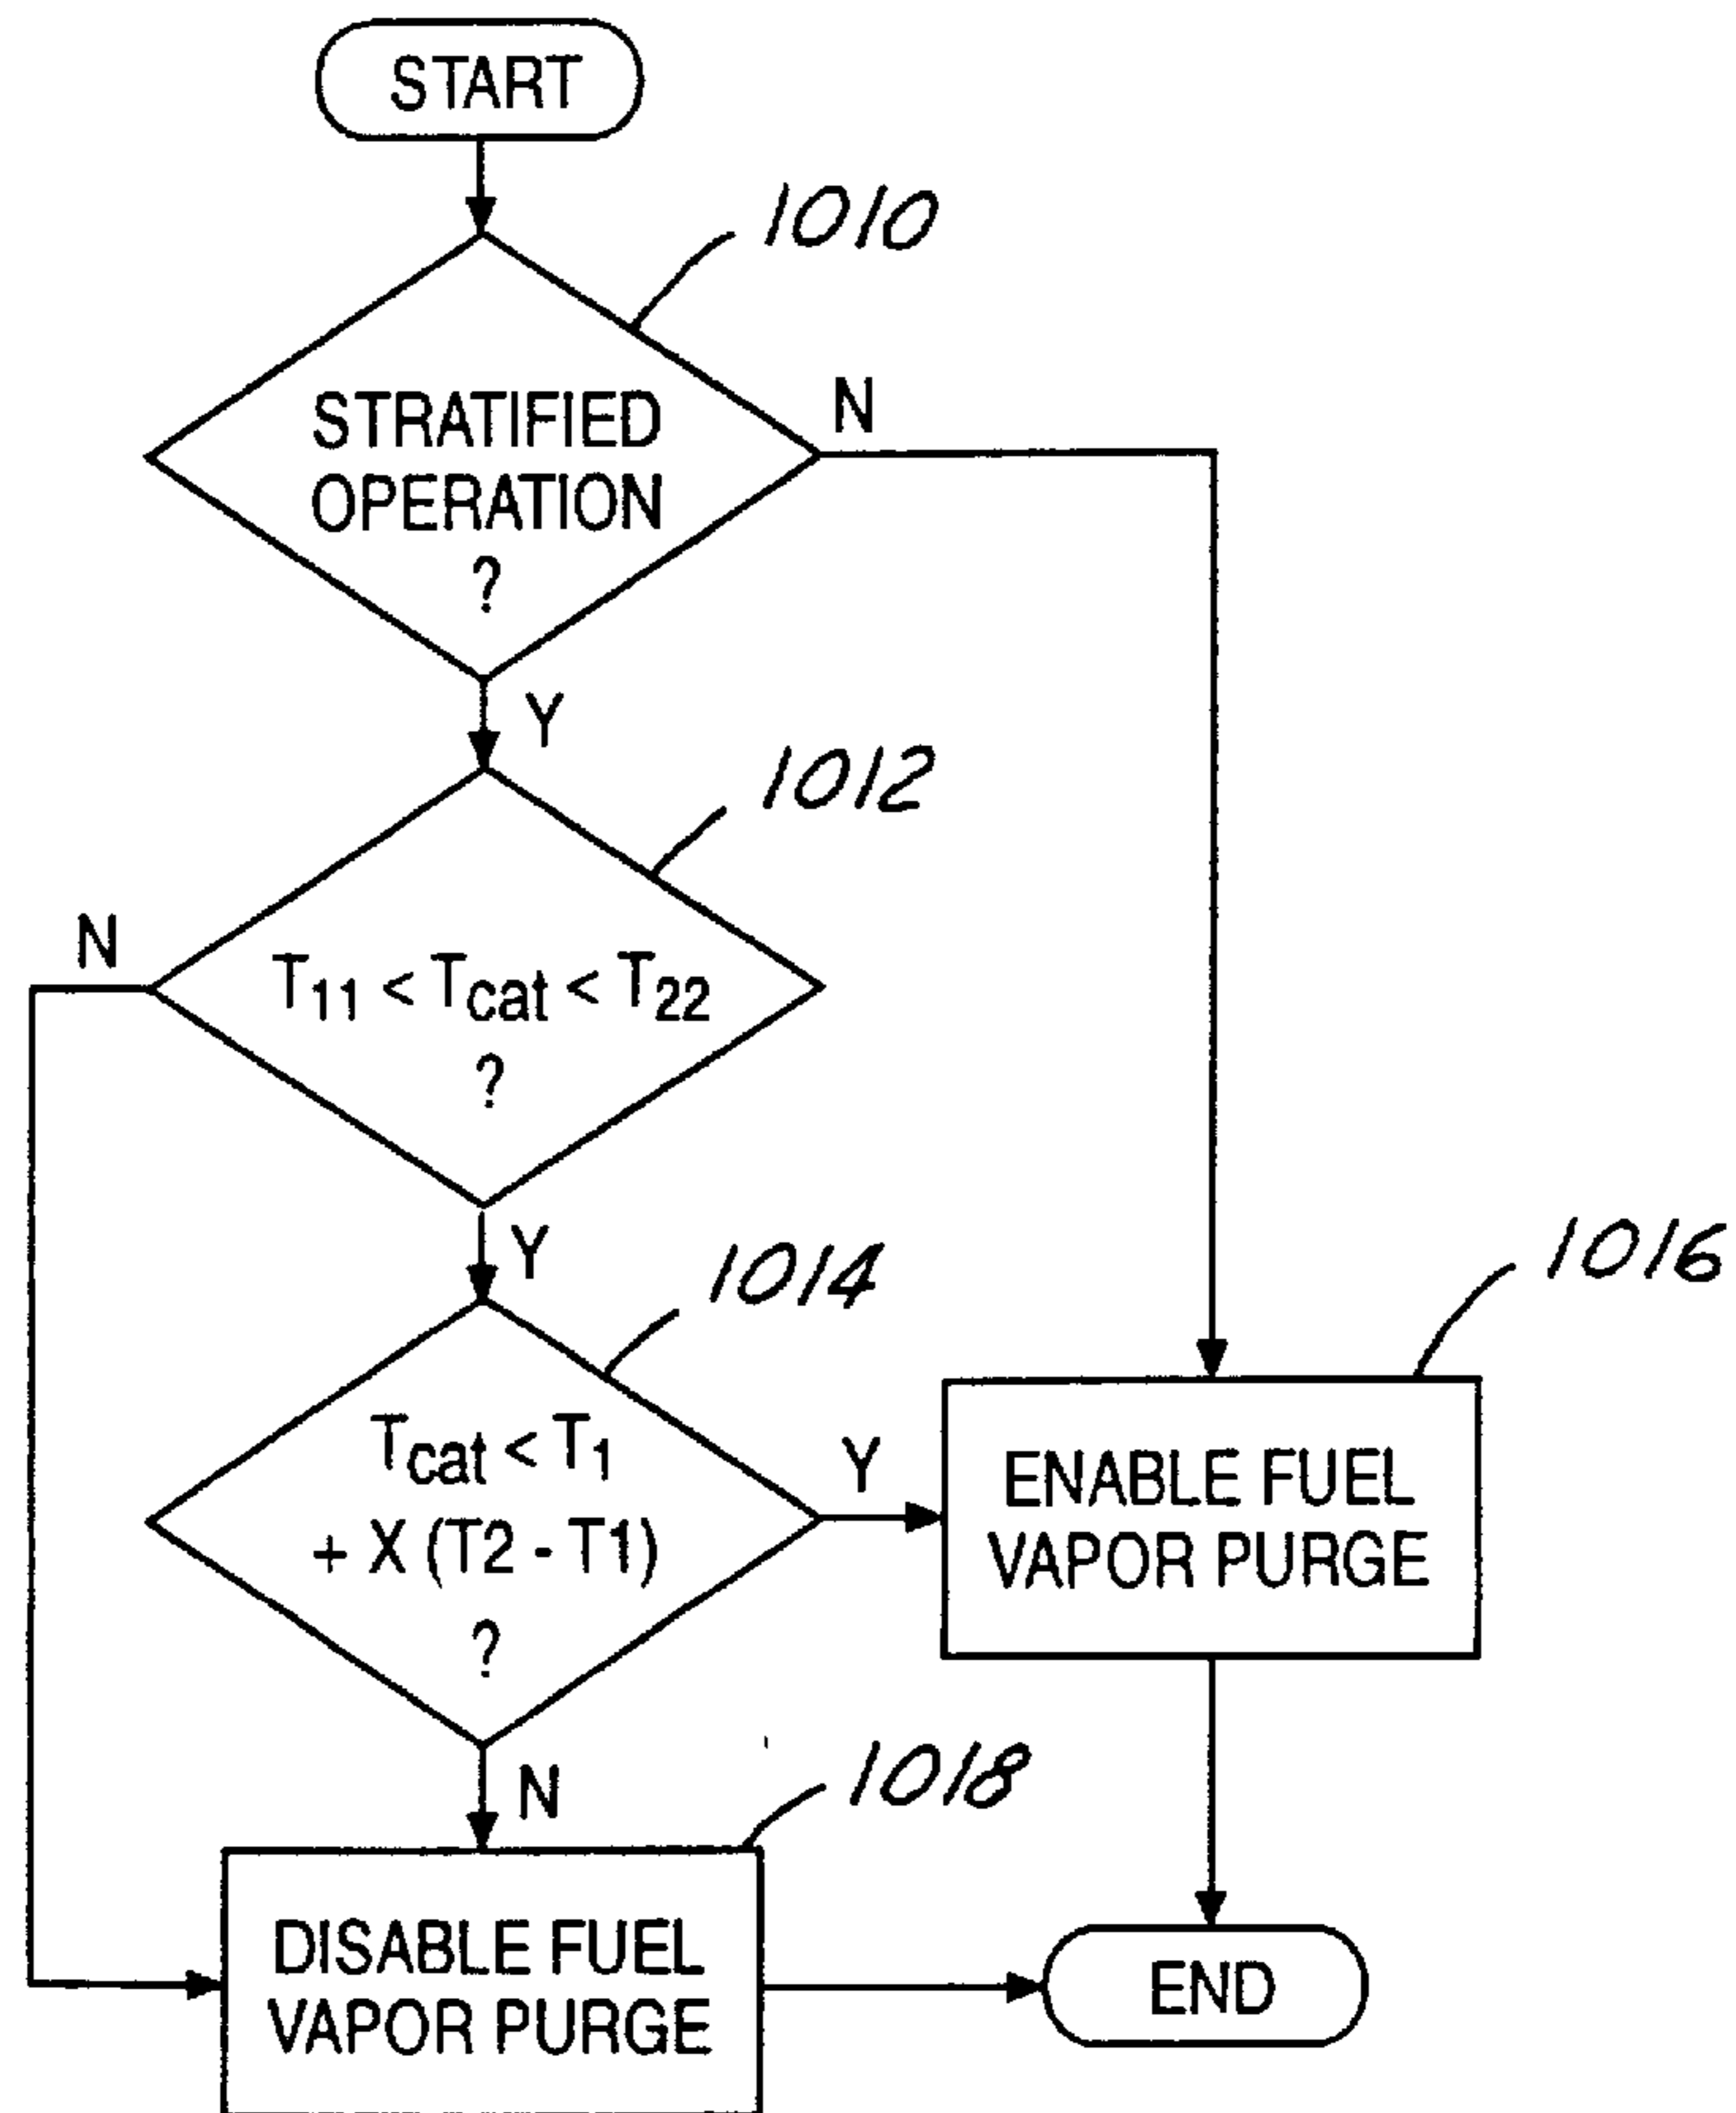 START
1010
STRATIFIED
OPERATION
?
N
Y
1012
N
T11 < Tcat < T22
?
Y
1014
Tcat < T1
+ X (T2 - T1)
?
Y
1016
ENABLE FUEL
VAPOR PURGE
N
1018
DISABLE FUEL
VAPOR PURGE
END